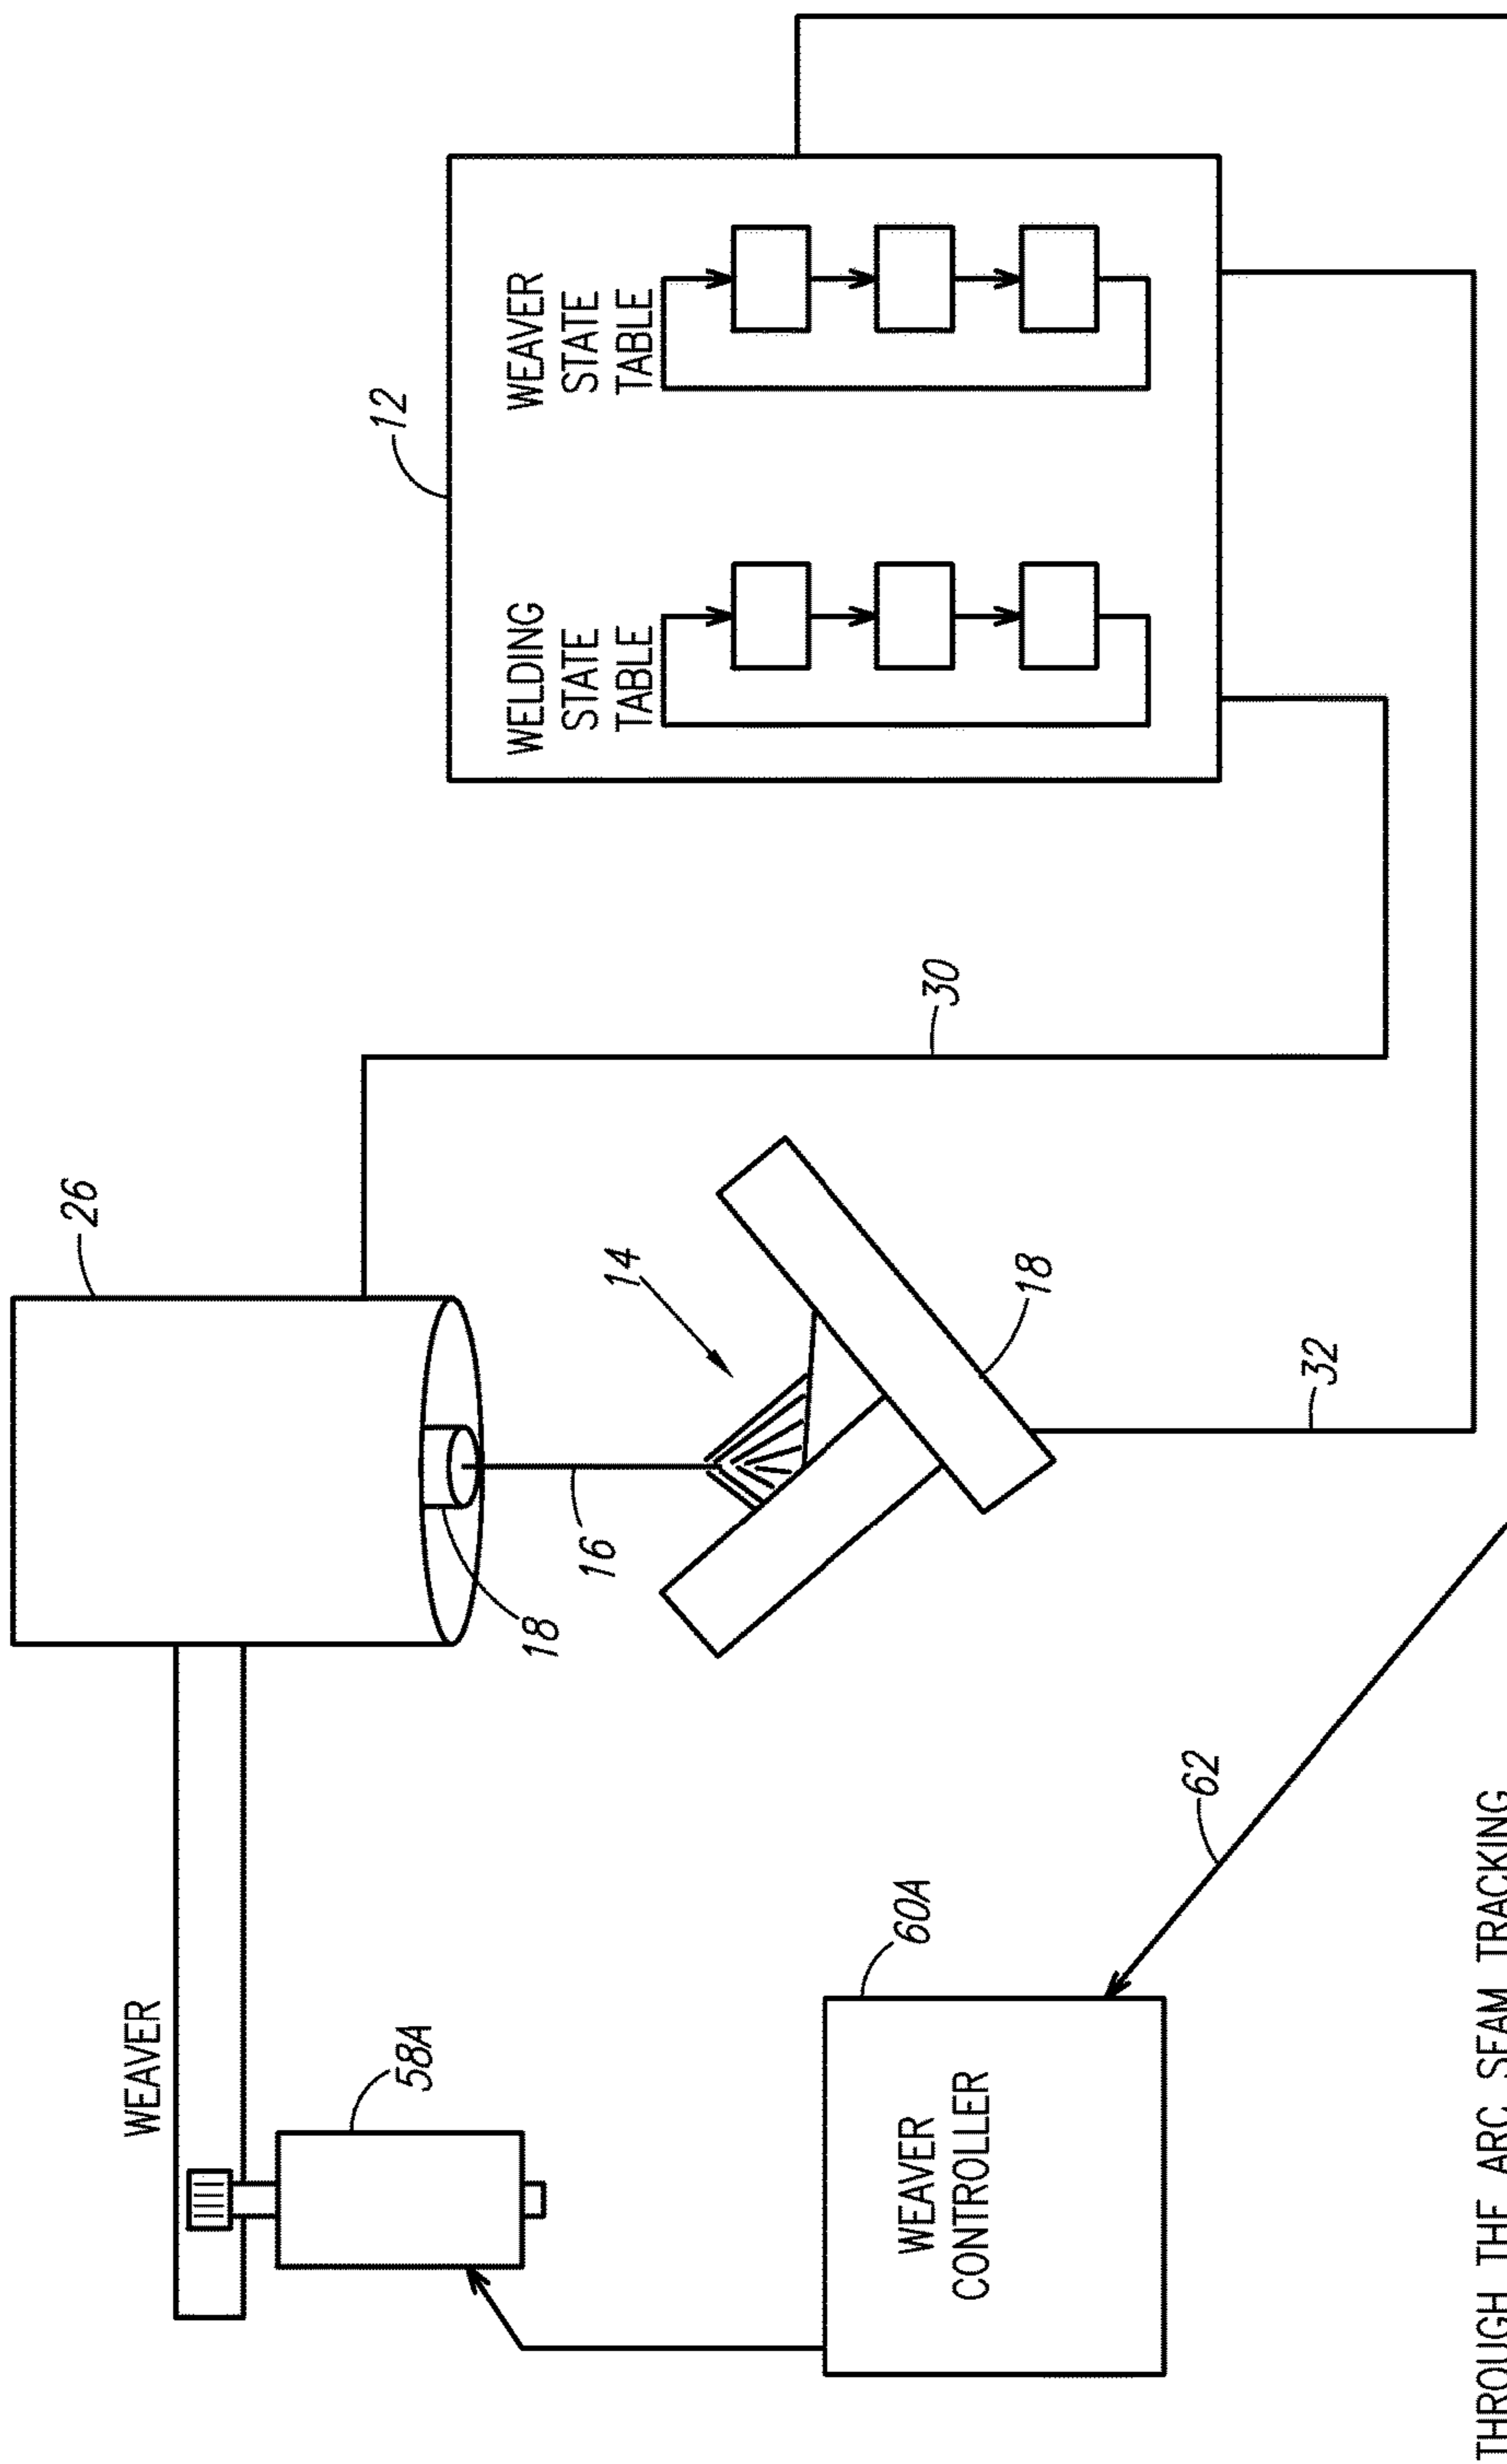 WEAVER
58A
26
18
16
14
18
32
30
12
WELDING
STATE
TABLE
WEAVER
STATE
TABLE
60A
WEAVER
CONTROLLER
62
THROUGH THE ARC SEAM TRACKING